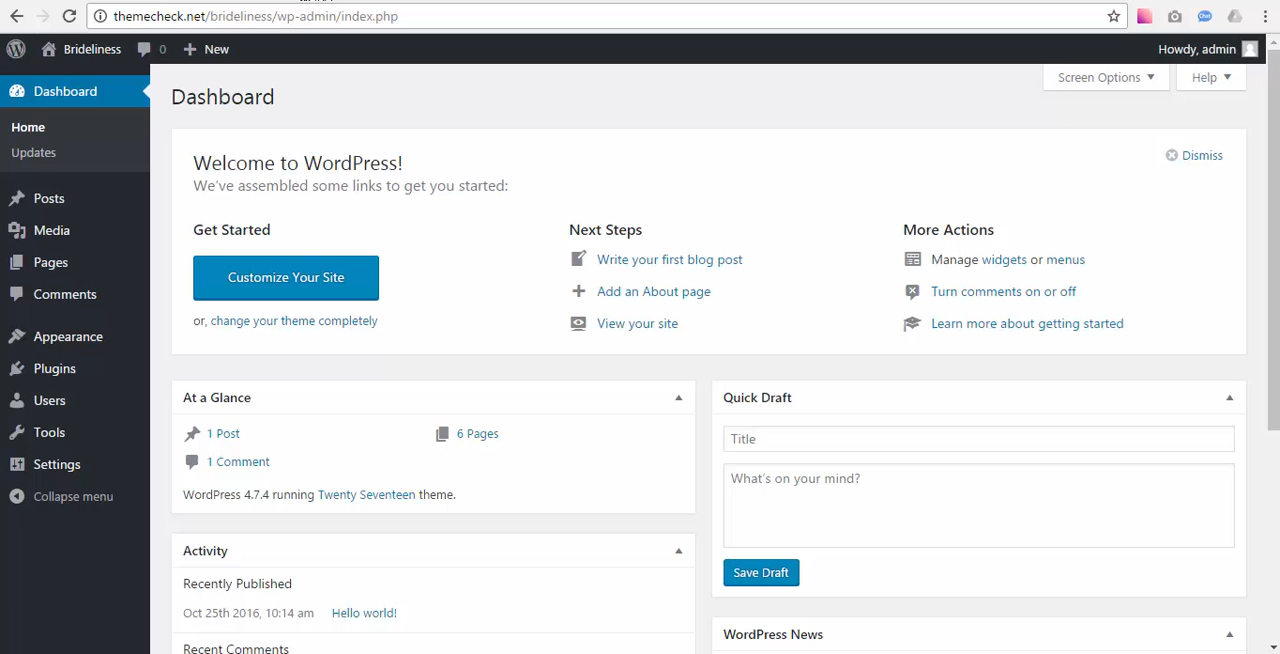 themecheck.net/brideliness/wp-admin/index.php
Brideliness 0 New Howdy, admin
Screen Options Help
Dashboard
Home
Updates
Posts
Media
Pages
Comments
Appearance
Plugins
Users
Tools
Settings
Collapse menu
Dashboard
Welcome to WordPress!
Dismiss
We've assembled some links to get you started:
Get Started
Customize Your Site
or, change your theme completely
Next Steps
Write your first blog post
Add an About page
View your site
More Actions
Manage widgets or menus
Turn comments on or off
Learn more about getting started
At a Glance
1 Post 6 Pages
1 Comment
WordPress 4.7.4 running Twenty Seventeen theme.
Activity
Recently Published
Oct 25th 2016, 10:14 am Hello world!
Recent Comments
Quick Draft
Title
What's on your mind?
Save Draft
WordPress News